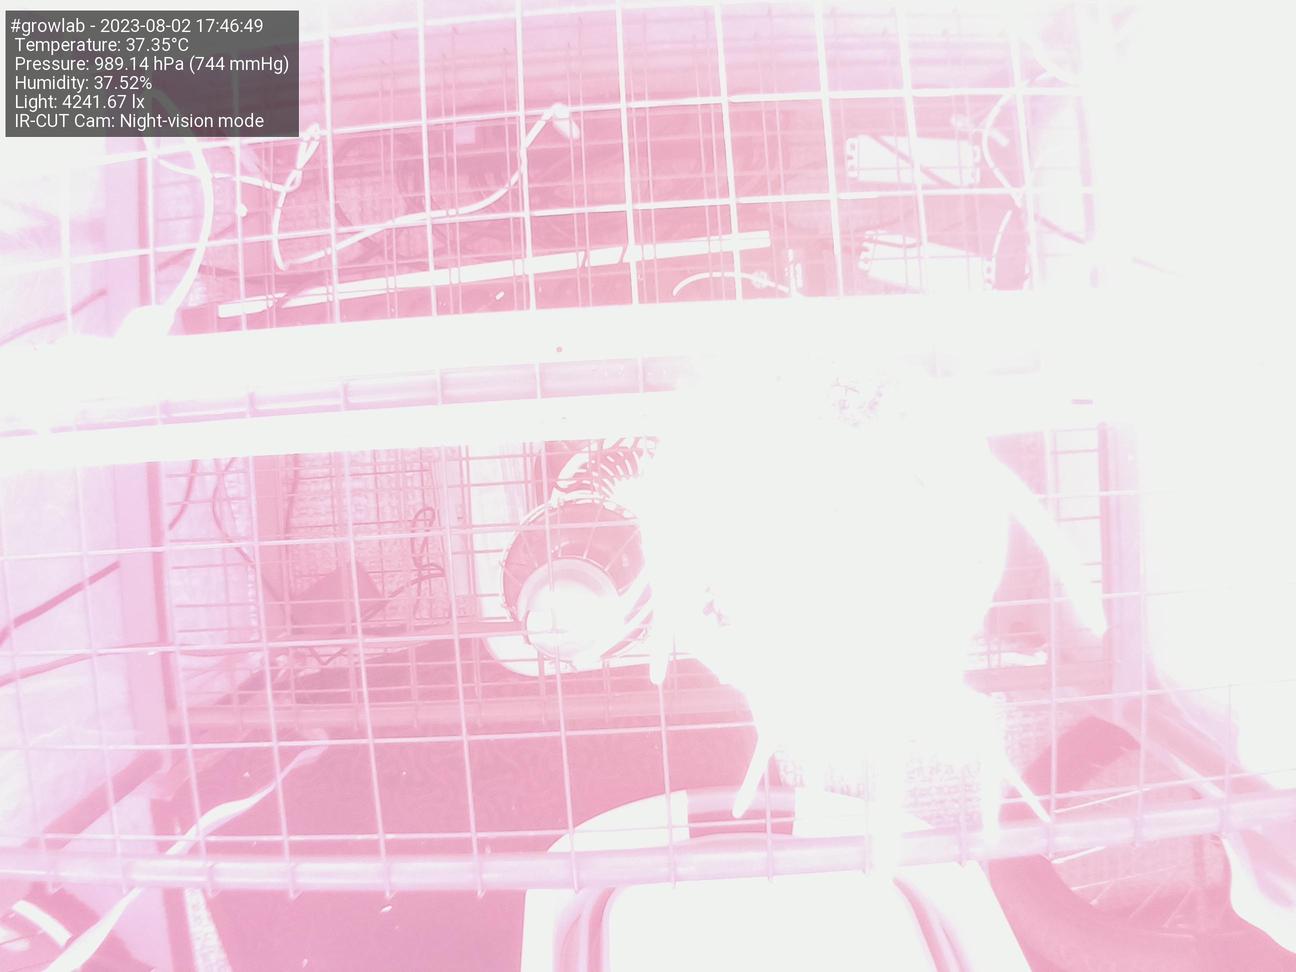 #growlab - 2023-08-02 17:46:49
Temperature: 37.35°C
Pressure: 989.14 hPa (744 mmHg)
Humidity: 37.52%
Light: 4241.67 lx
IR-CUT Cam: Night-vision mode